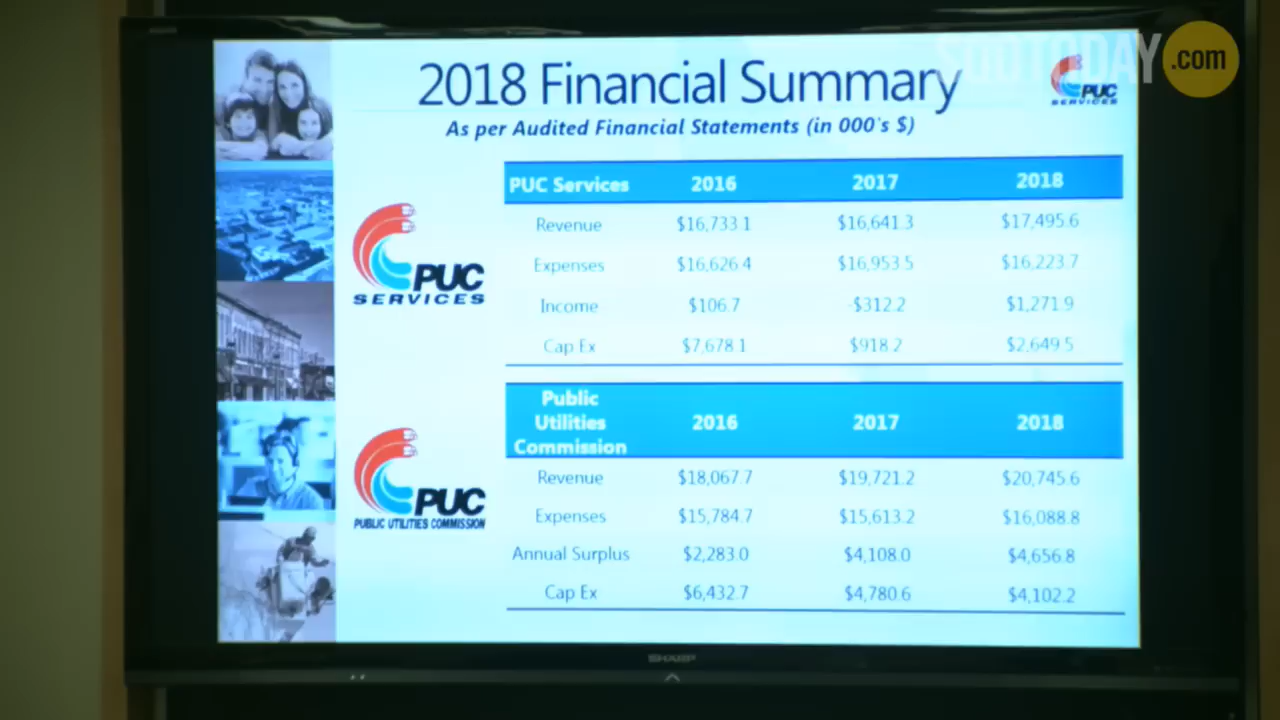 SOOTODAY .com
2018 Financial Summary
PUC
SERVICES
As per Audited Financial Statements (in 000's $)
PUC Services 2016 2017 2018
Revenue $16,733.1 $16,641.3 $17,495.6
Expenses $16,626.4 $16,953.5 $16,223.7
Income $106.7 -$312.2 $1,271.9
Cap Ex $7,678.1 $918.2 $2,649.5
PUC
SERVICES
Public
Utilities
Commission 2016 2017 2018
Revenue $18,067.7 $19,721.2 $20,745.6
Expenses $15,784.7 $15,613.2 $16,088.8
Annual Surplus $2,283.0 $4,108.0 $4,656.8
Cap Ex $6,432.7 $4,780.6 $4,102.2
PUC
PUBLIC UTILITIES COMMISSION
SHARP